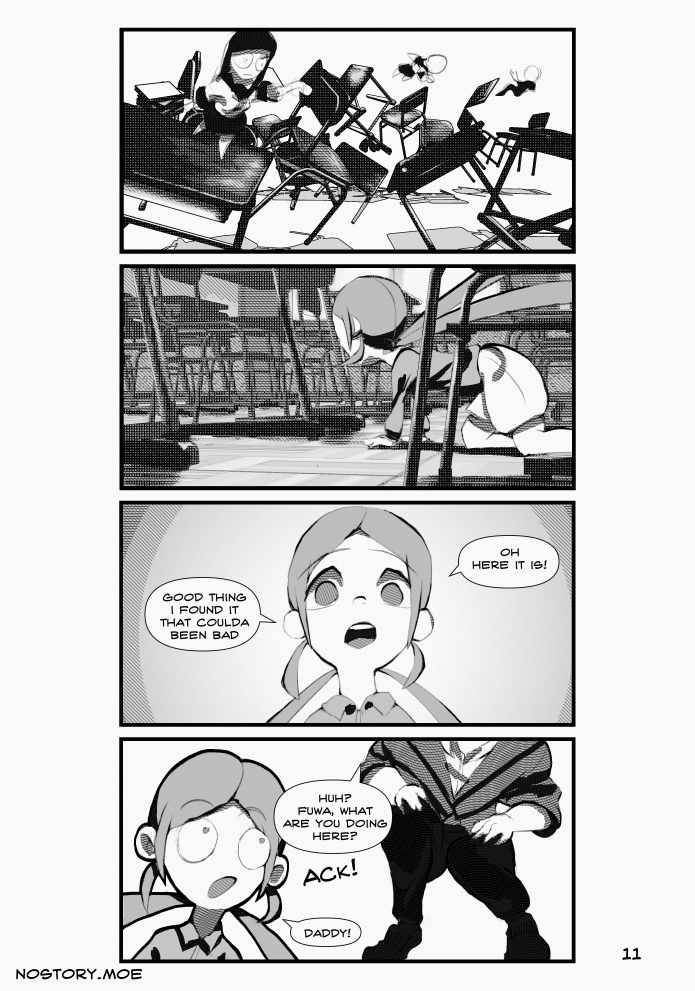 OH
HERE IT IS!
GOOD THING
I FOUND IT
THAT COULDA
BEEN BAD
HUH?
FUWA, WHAT
ARE YOU DOING
HERE?
ACK!
DADDY!
11
NOSTORY.MOE